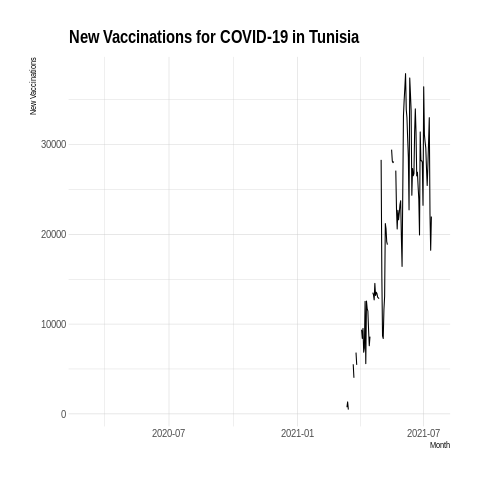 New Vaccinations for COVID-19 in Tunisia
New Vaccinations
30000
20000
10000
0
2020-07 2021-01 2021-07
Month